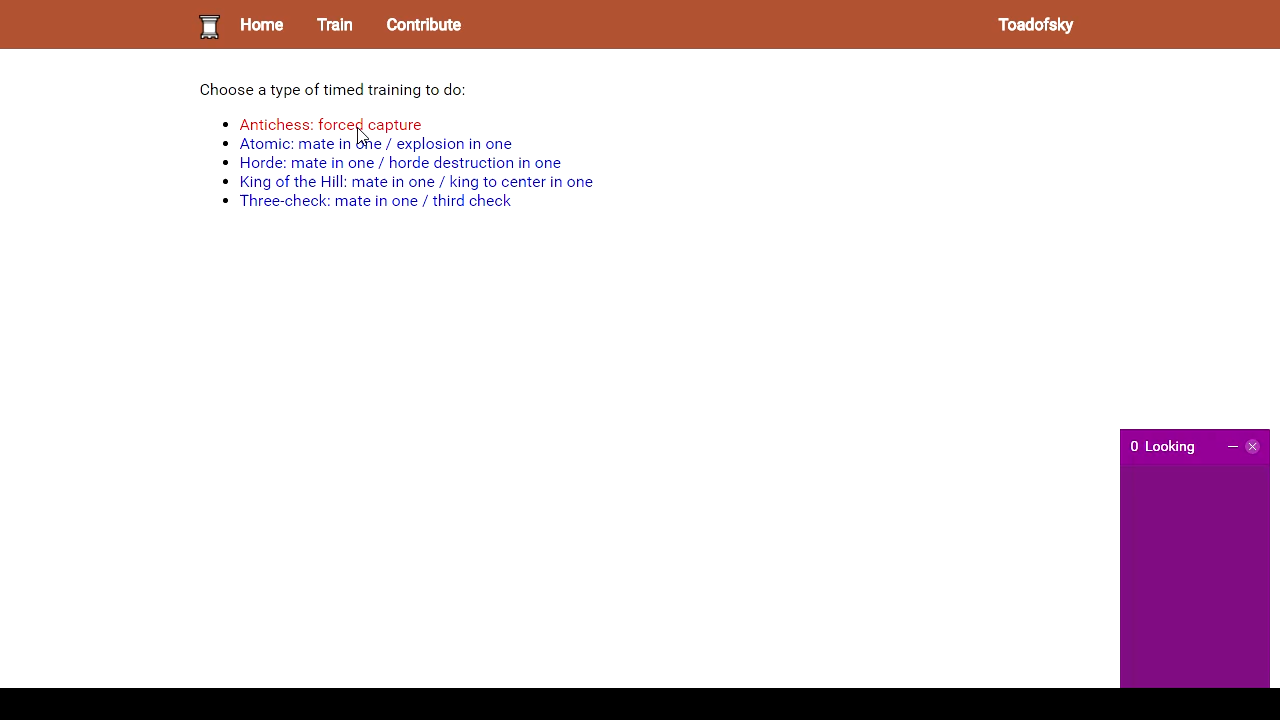 Home Train Contribute Toadofsky
Choose a type of timed training to do:
Antichess: forced capture
Atomic: mate in one / explosion in one
Horde: mate in one / horde destruction in one
King of the Hill: mate in one / king to center in one
Three-check: mate in one / third check
0 Looking